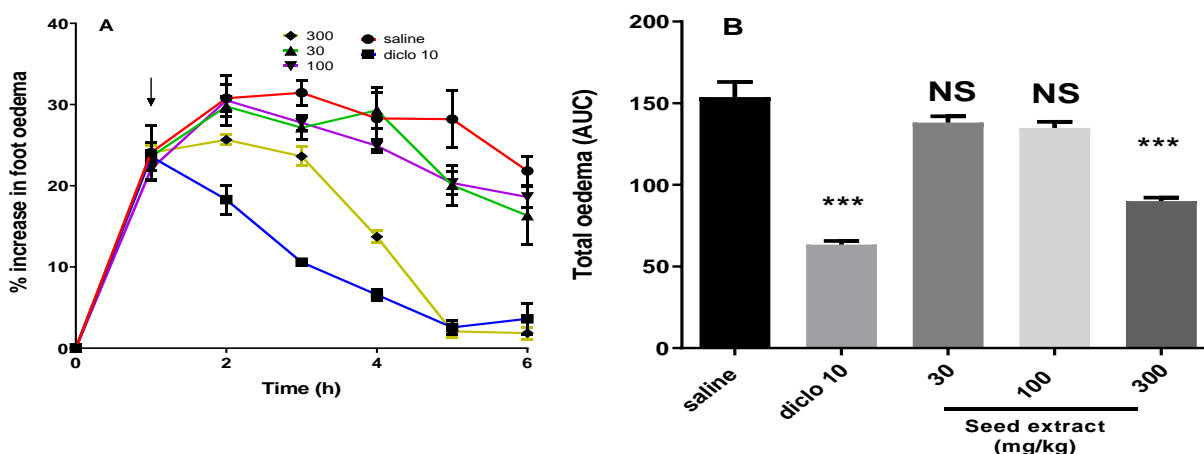 A
300
30
100
saline
diclo 10
% increase in foot oedema
40
30
20
10
0
0
2
4
6
Time (h)
B
Total oedema (AUC)
200
150
100
50
0
***
NS
NS
***
saline
diclo 10
30
100
300
Seed extract
(mg/kg)